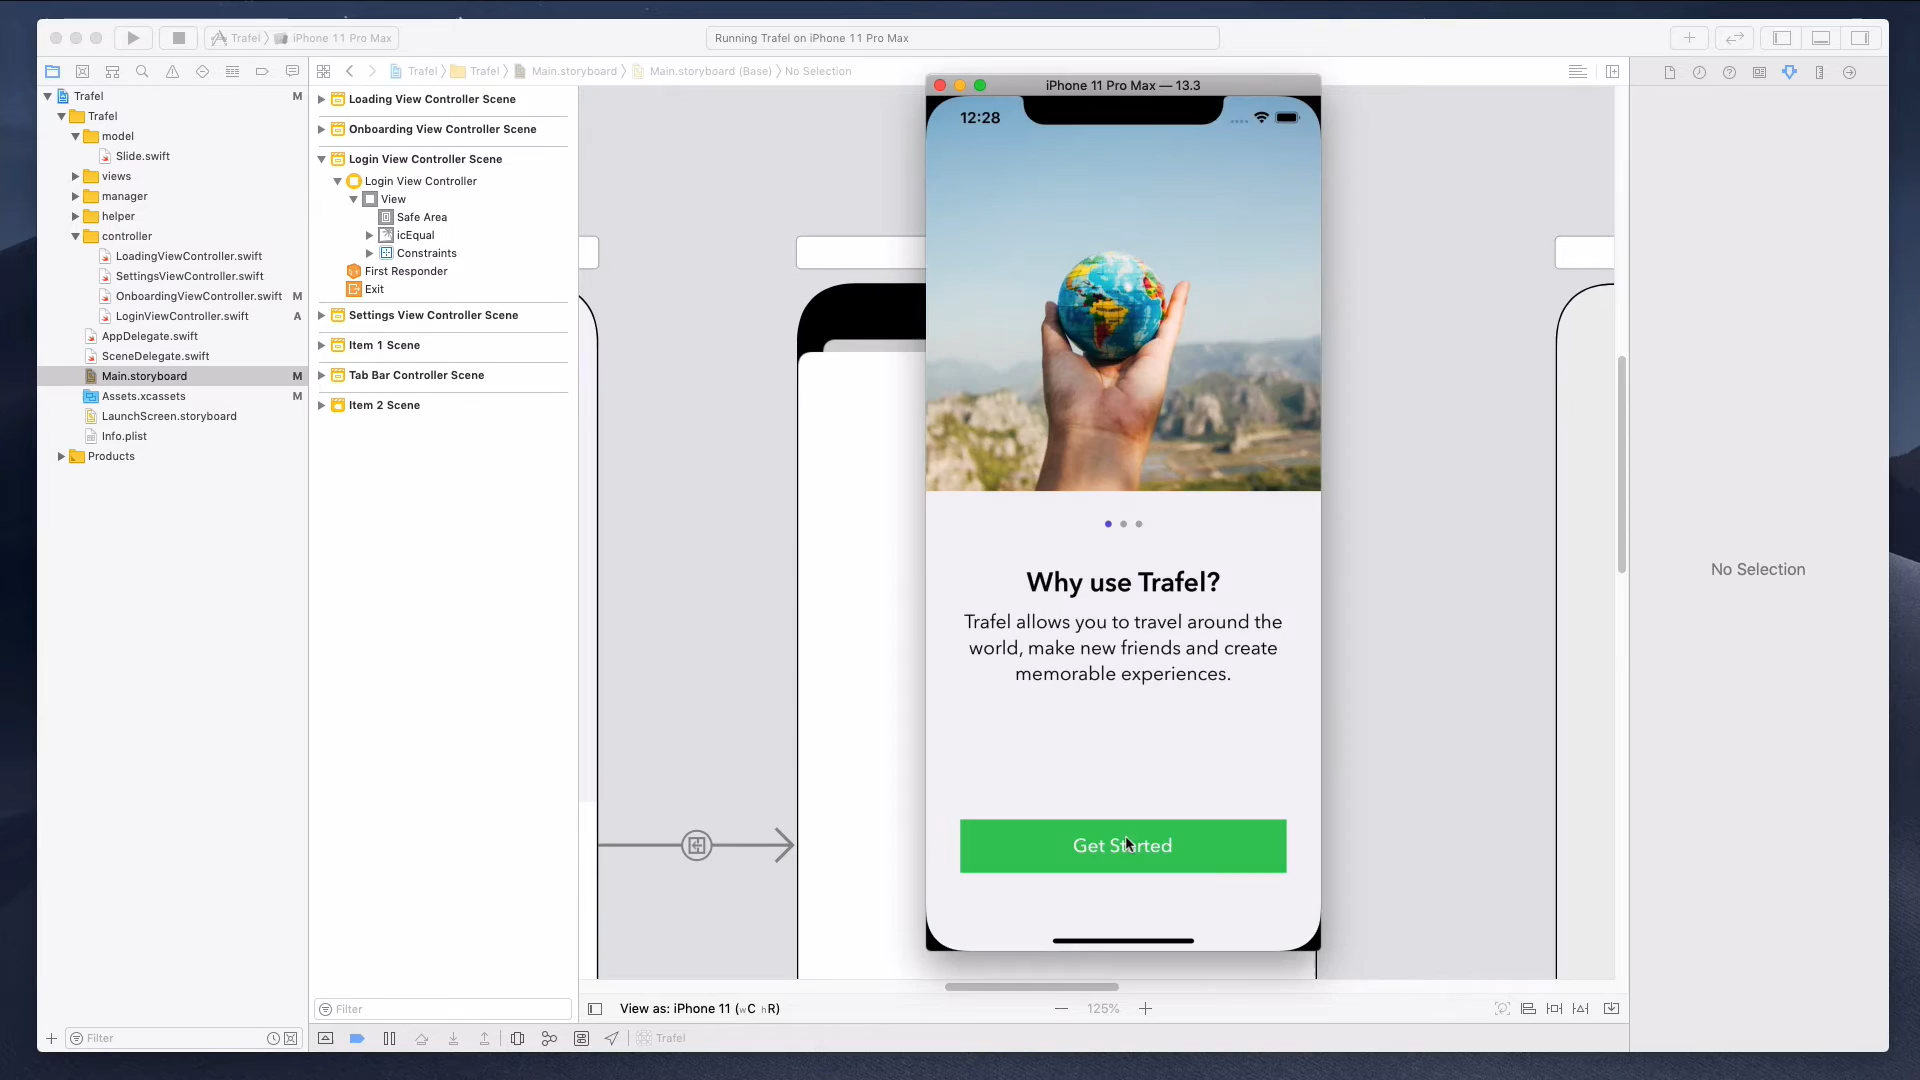 Trafel
iPhone 11 Pro Max
Running Trafel on iPhone 11 Pro Max
Trafel
Trafel
Main.storyboard
Main.storyboard (Base)
No Selection
Trafel M
Trafel
model
Slide.swift
views
manager
helper
controller
LoadingViewController.swift
SettingsViewController.swift
OnboardingViewController.swift M
LoginViewController.swift A
AppDelegate.swift
SceneDelegate.swift
Main.storyboard M
Assets.xcassets M
LaunchScreen.storyboard
Info.plist
Products
Filter
Loading View Controller Scene
Onboarding View Controller Scene
Login View Controller Scene
Login View Controller
View
Safe Area
icEqual
Constraints
First Responder
Exit
Settings View Controller Scene
Item 1 Scene
Tab Bar Controller Scene
Item 2 Scene
Filter
iPhone 11 Pro Max — 13.3
12:28
Why use Trafel?
Trafel allows you to travel around the
world, make new friends and create
memorable experiences.
Get Started
View as: iPhone 11 (wC hR)
125%
Trafel
No Selection